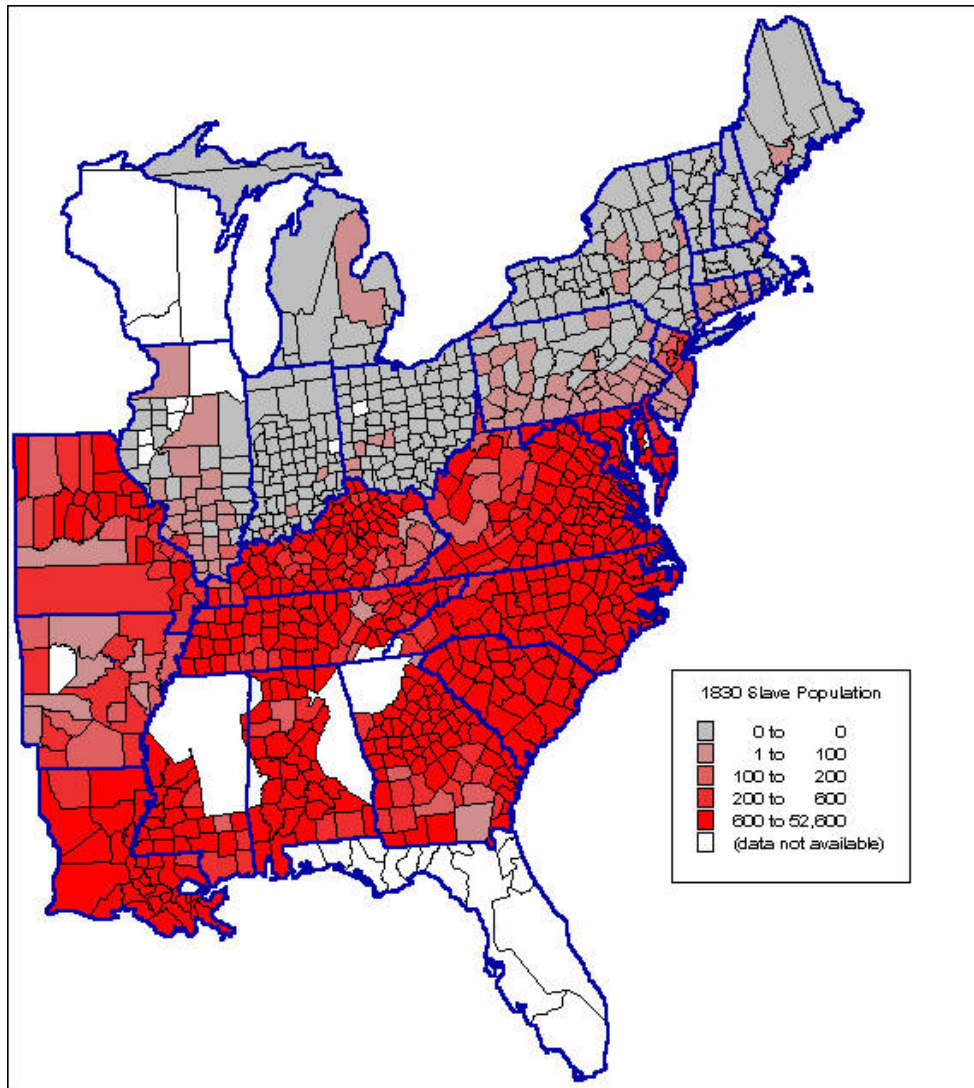 1830 Slave Population
0 to 0
1 to 100
100 to 200
200 to 600
600 to 52,600
(data not available)